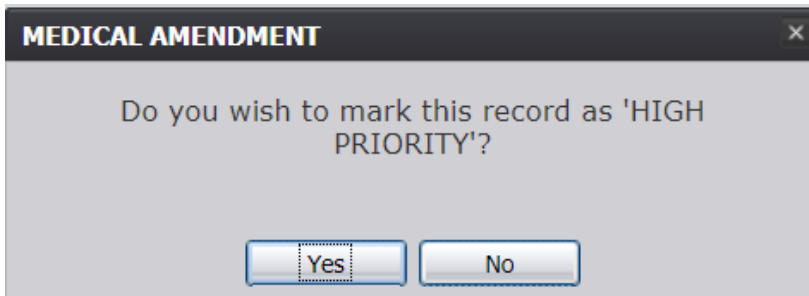 MEDICAL AMENDMENT
Do you wish to mark this record as 'HIGH
PRIORITY'?
Yes
No